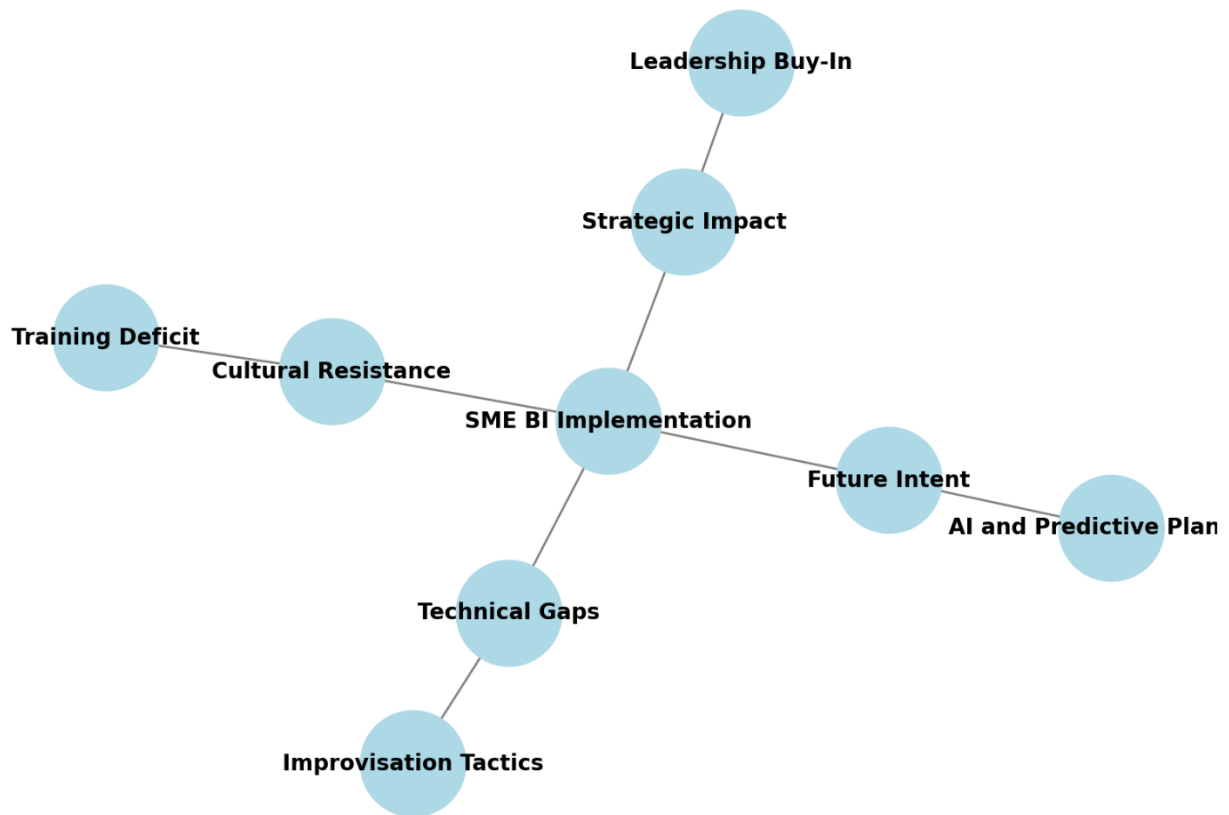 Leadership Buy-In
Strategic Impact
Training Deficit
Cultural Resistance
SME BI Implementation
Future Intent
AI and Predictive Plan
Technical Gaps
Improvisation Tactics